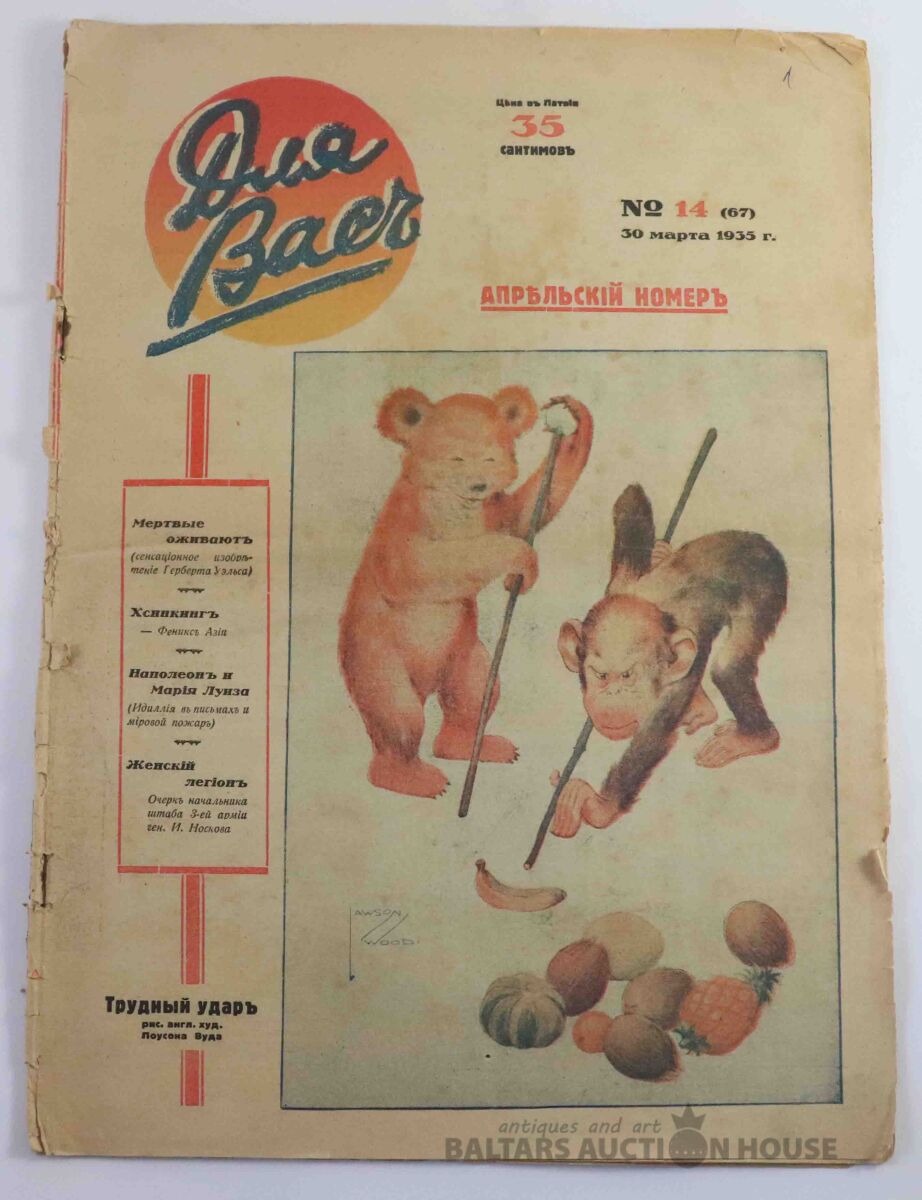 Для
Васъ
Цѣна въ Латвіи
35
сантимовъ
1
№ 14 (67)
30 марта 1935 г.
АПРѢЛЬСКІЙ НОМЕРЪ
Мертвые
оживаютъ
(сенсаціонное изобрѣ-
теніе Герберта Уэльса)
Хсинкингъ
— Фениксъ Азіи
Наполеонъ и
Марія Луиза
(Идиллія въ письмахъ и
міровой пожаръ)
Женскій
легіонъ
Очеркъ начальника
штаба 3-ей арміи
ген. И. Носкова
LAWSON
WOOD.
Трудный ударъ
рис. англ. худ.
Лоусона Вуда
antiques and art
BALTARS AUCTION HOUSE